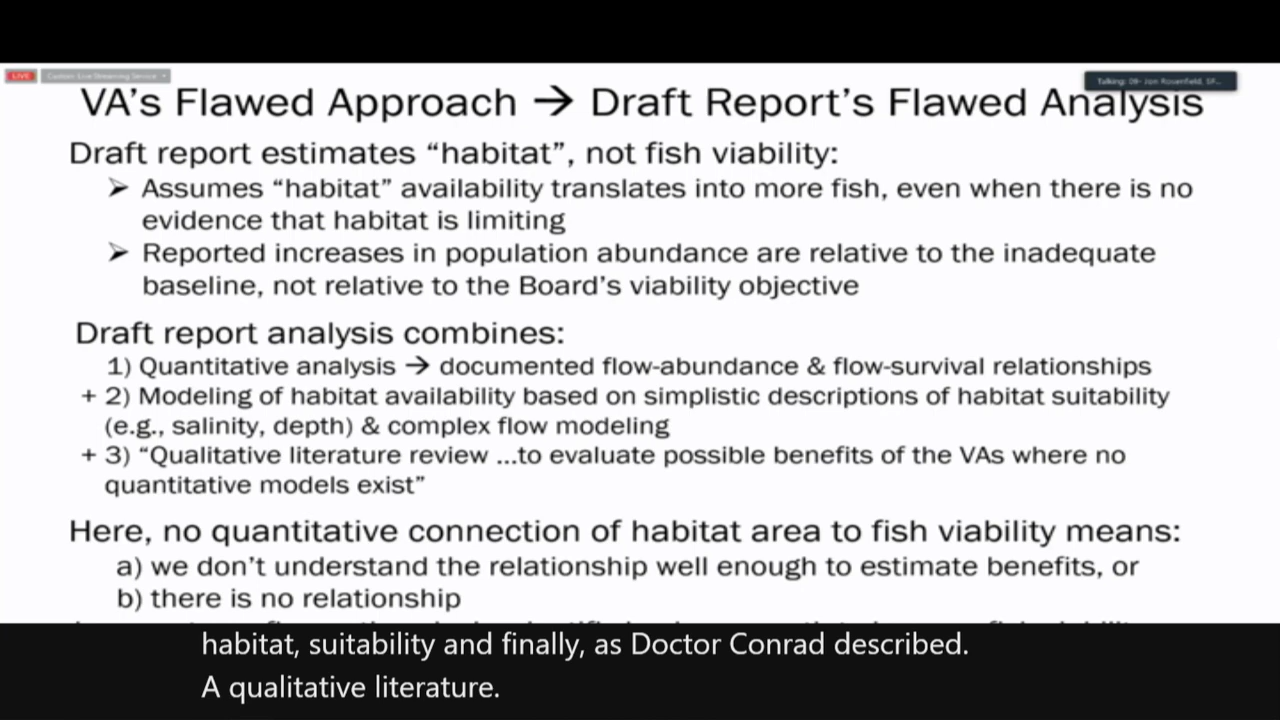 LIVE
Custom Live Streaming Service
Talking: 09- Jon Rosenfield, SF...
VA's Flawed Approach → Draft Report's Flawed Analysis
Draft report estimates “habitat”, not fish viability:
➢ Assumes “habitat” availability translates into more fish, even when there is no
evidence that habitat is limiting
➢ Reported increases in population abundance are relative to the inadequate
baseline, not relative to the Board's viability objective
Draft report analysis combines:
1) Quantitative analysis → documented flow-abundance & flow-survival relationships
+ 2) Modeling of habitat availability based on simplistic descriptions of habitat suitability
(e.g., salinity, depth) & complex flow modeling
+ 3) “Qualitative literature review ...to evaluate possible benefits of the VAs where no
quantitative models exist”
Here, no quantitative connection of habitat area to fish viability means:
a) we don't understand the relationship well enough to estimate benefits, or
b) there is no relationship
habitat, suitability and finally, as Doctor Conrad described.
A qualitative literature.